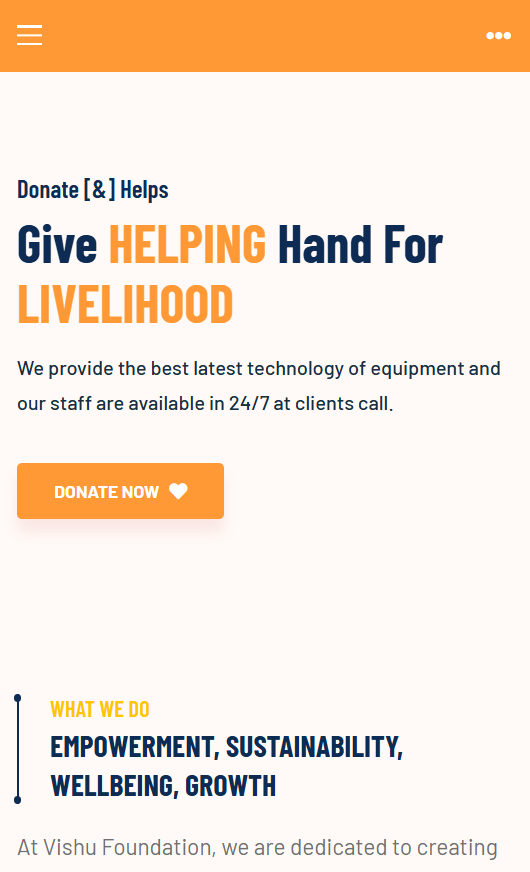 Donate [&] Helps
Give HELPING Hand For
LIVELIHOOD
We provide the best latest technology of equipment and
our staff are available in 24/7 at clients call.
DONATE NOW
WHAT WE DO
EMPOWERMENT, SUSTAINABILITY,
WELLBEING, GROWTH
At Vishu Foundation, we are dedicated to creating